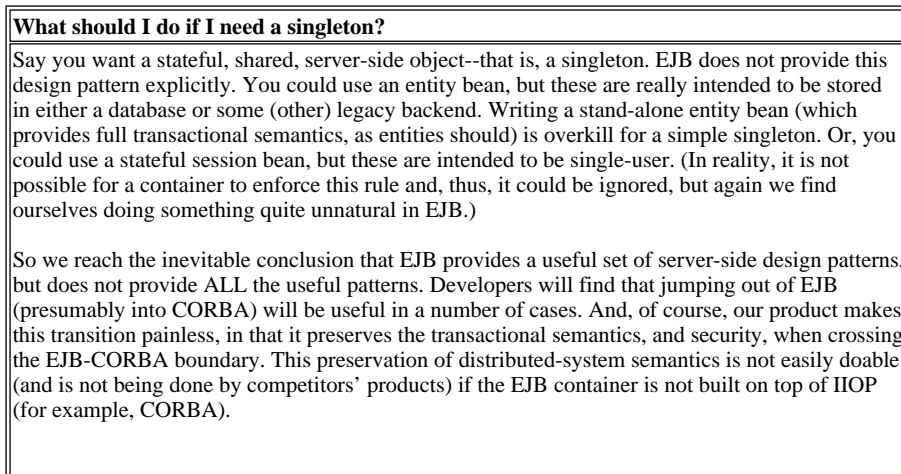 What should I do if I need a singleton?
Say you want a stateful, shared, server-side object--that is, a singleton. EJB does not provide this
design pattern explicitly. You could use an entity bean, but these are really intended to be stored
in either a database or some (other) legacy backend. Writing a stand-alone entity bean (which
provides full transactional semantics, as entities should) is overkill for a simple singleton. Or, you
could use a stateful session bean, but these are intended to be single-user. (In reality, it is not
possible for a container to enforce this rule and, thus, it could be ignored, but again we find
ourselves doing something quite unnatural in EJB.)
So we reach the inevitable conclusion that EJB provides a useful set of server-side design patterns,
but does not provide ALL the useful patterns. Developers will find that jumping out of EJB
(presumably into CORBA) will be useful in a number of cases. And, of course, our product makes
this transition painless, in that it preserves the transactional semantics, and security, when crossing
the EJB-CORBA boundary. This preservation of distributed-system semantics is not easily doable
(and is not being done by competitors' products) if the EJB container is not built on top of IIOP
(for example, CORBA).